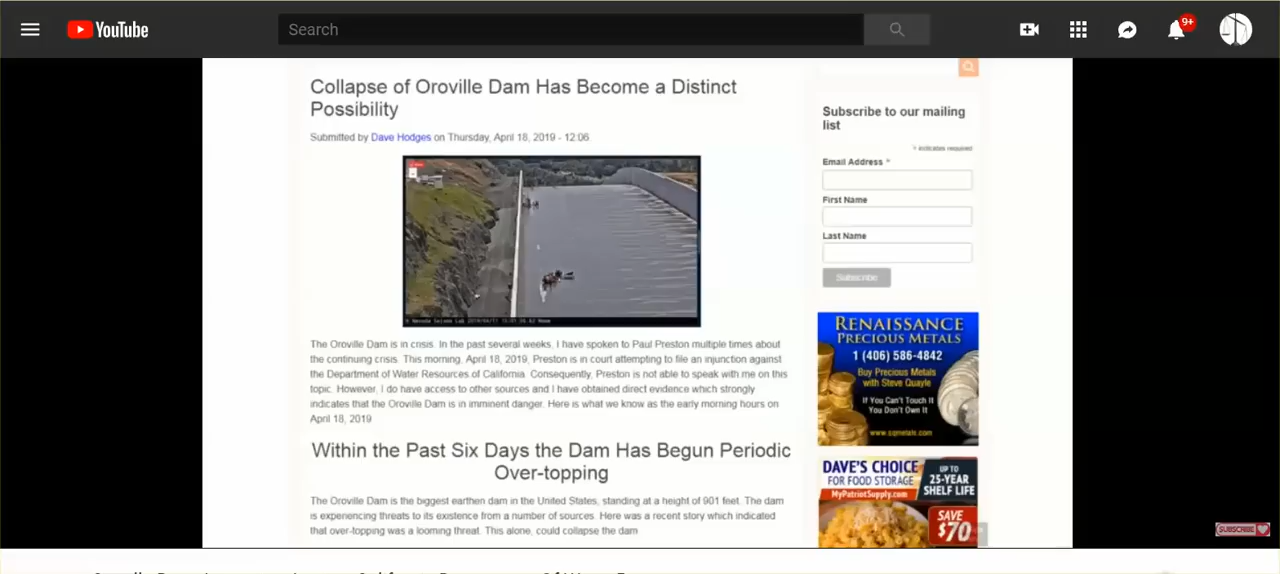 YouTube
Search
9+
Collapse of Oroville Dam Has Become a Distinct
Possibility
Submitted by Dave Hodges on Thursday, April 18, 2019 - 12:06
The Oroville Dam is in crisis. In the past several weeks, I have spoken to Paul Preston multiple times about
the continuing crisis. This morning, April 18, 2019, Preston is in court attempting to file an injunction against
the Department of Water Resources of California. Consequently, Preston is not able to speak with me on this
topic. However, I do have access to other sources and I have obtained direct evidence which strongly
indicates that the Oroville Dam is in imminent danger. Here is what we know as the early morning hours on
April 18, 2019
Within the Past Six Days the Dam Has Begun Periodic
Over-topping
The Oroville Dam is the biggest earthen dam in the United States, standing at a height of 901 feet. The dam
is experiencing threats to its existence from a number of sources. Here was a recent story which indicated
that over-topping was a looming threat. This alone, could collapse the dam
Subscribe to our mailing
list
* indicates required
Email Address *
First Name
Last Name
Subscribe
RENAISSANCE
PRECIOUS METALS
1 (406) 586-4842
Buy Precious Metals
with Steve Quayle
If You Can't Touch It
You Don't Own It
www.sqmetals.com
DAVE'S CHOICE
FOR FOOD STORAGE
MyPatriotSupply.com
UP TO
25-YEAR
SHELF LIFE
SAVE
$70
SUBSCRIBE